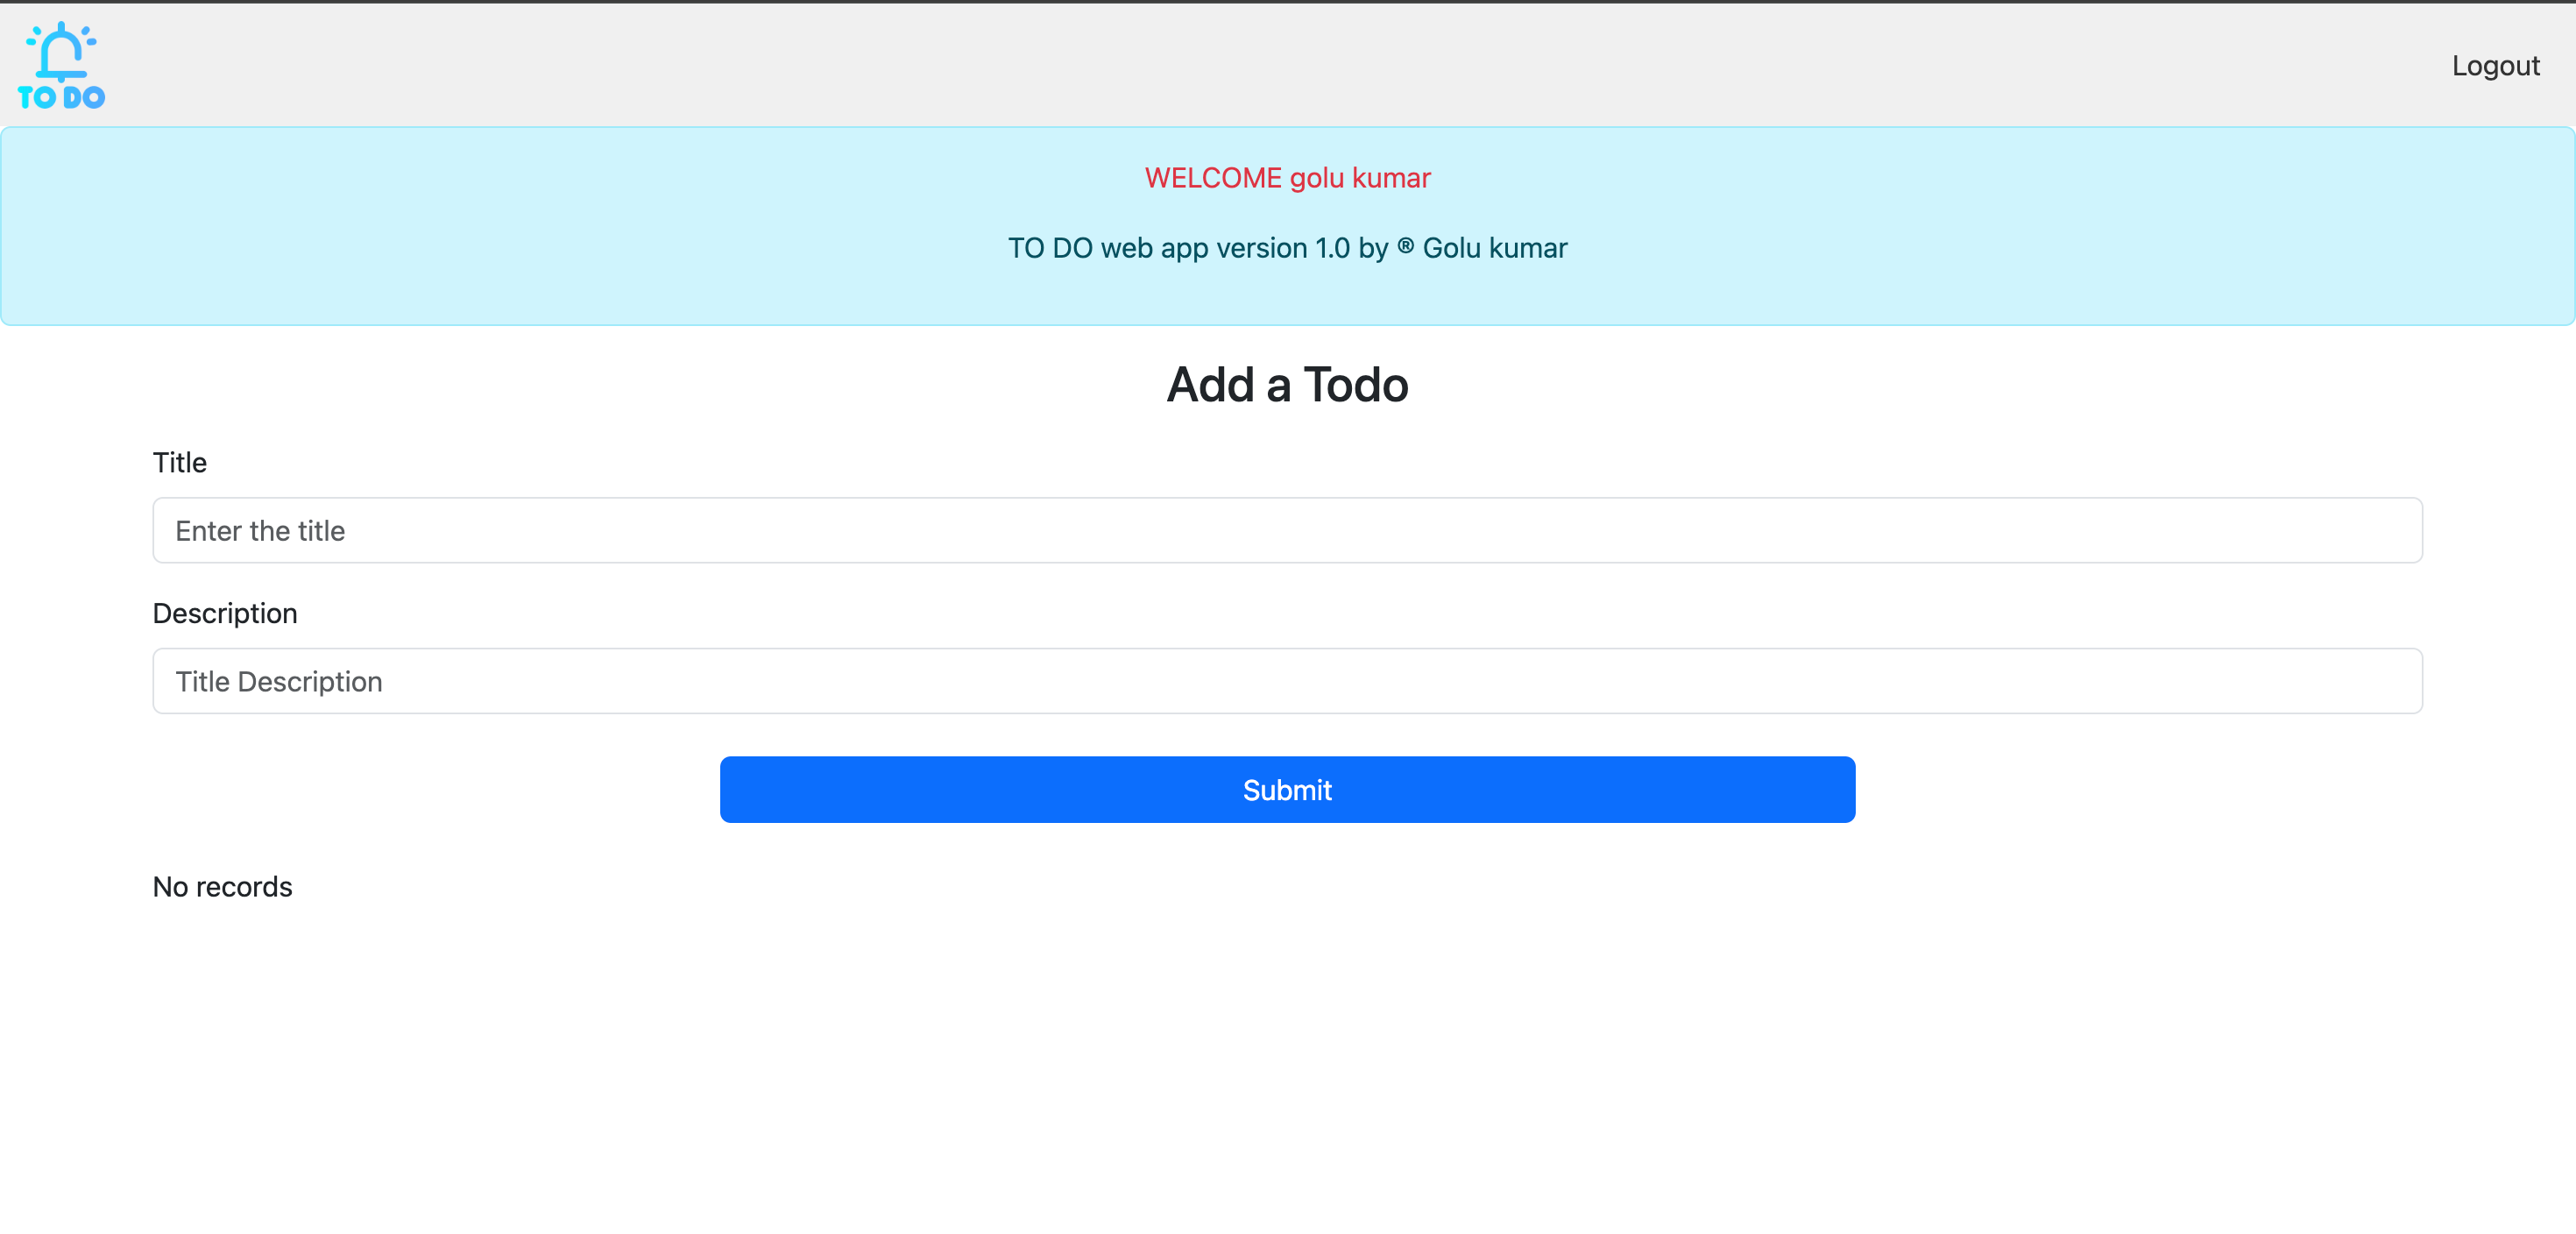 TO DO
Logout
WELCOME golu kumar
TO DO web app version 1.0 by ® Golu kumar
Add a Todo
Title
Enter the title
Description
Title Description
Submit
No records